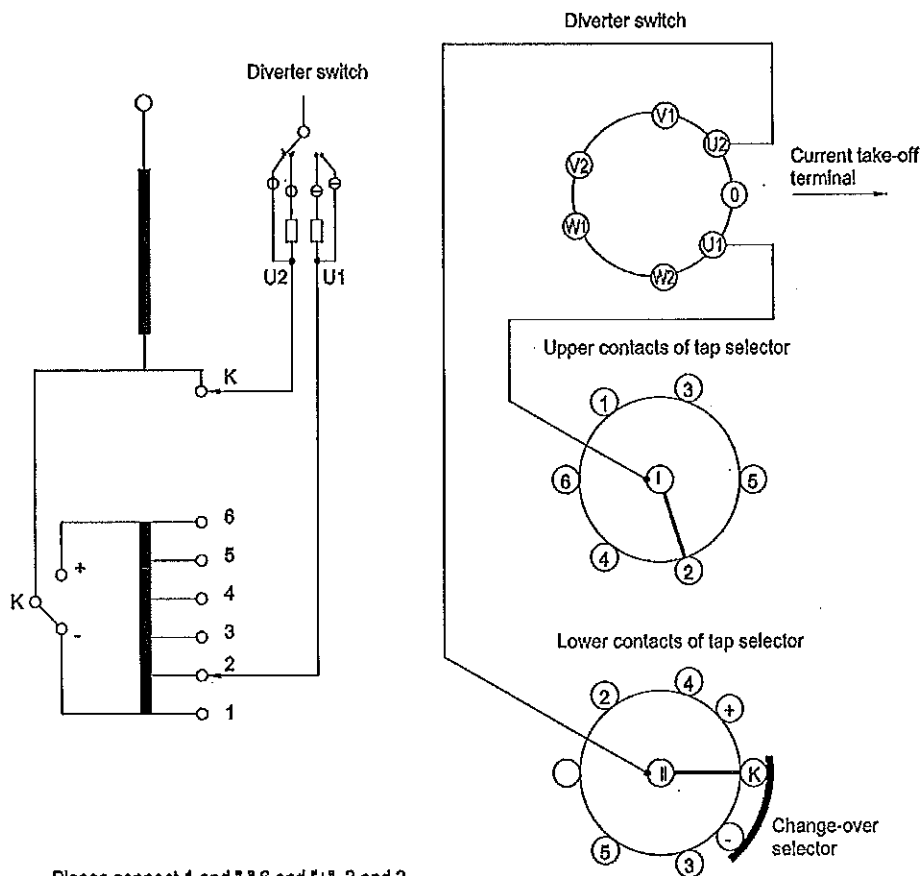 Diverter switch
Diverter switch
V1
U2
V2
0
Current take-off
terminal
W1
U1
W2
U2
U1
K
Upper contacts of tap selector
1
3
6
I
5
4
2
6
5
+
4
K
-
3
2
1
Lower contacts of tap selector
2
4
+
II
K
-
5
3
Change-over
selector